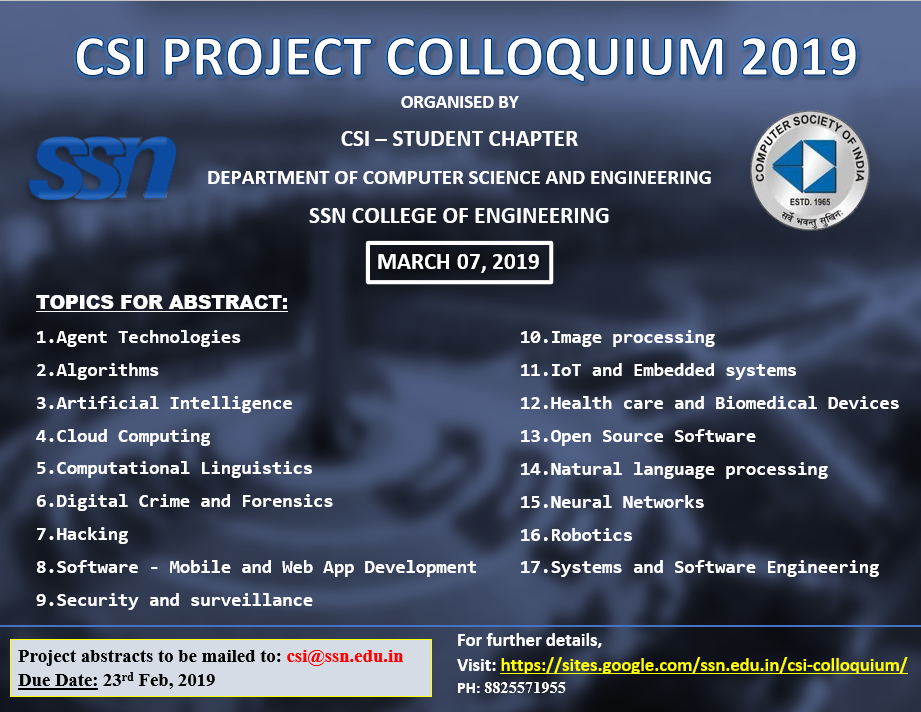 CSI PROJECT COLLOQUIUM 2019
ORGANISED BY
CSI – STUDENT CHAPTER
DEPARTMENT OF COMPUTER SCIENCE AND ENGINEERING
SSN COLLEGE OF ENGINEERING
ssn
COMPUTER SOCIETY OF INDIA
ESTD. 1965
सर्वे भवन्तु सुखिनः
MARCH 07, 2019
TOPICS FOR ABSTRACT:
1.Agent Technologies
2.Algorithms
3.Artificial Intelligence
4.Cloud Computing
5.Computational Linguistics
6.Digital Crime and Forensics
7.Hacking
8.Software - Mobile and Web App Development
9.Security and surveillance
10.Image processing
11.IoT and Embedded systems
12.Health care and Biomedical Devices
13.Open Source Software
14.Natural language processing
15.Neural Networks
16.Robotics
17.Systems and Software Engineering
Project abstracts to be mailed to: csi@ssn.edu.in
Due Date: 23rd Feb, 2019
For further details,
Visit: https://sites.google.com/ssn.edu.in/csi-colloquium/
PH: 8825571955